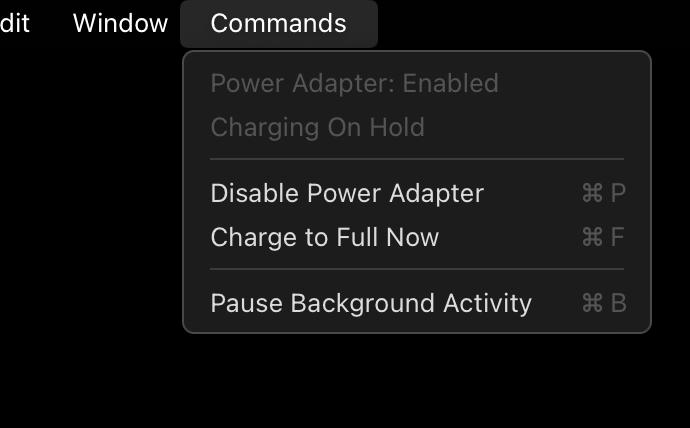 dit Window Commands
Power Adapter: Enabled
Charging On Hold
Disable Power Adapter ⌘ P
Charge to Full Now ⌘ F
Pause Background Activity ⌘ B